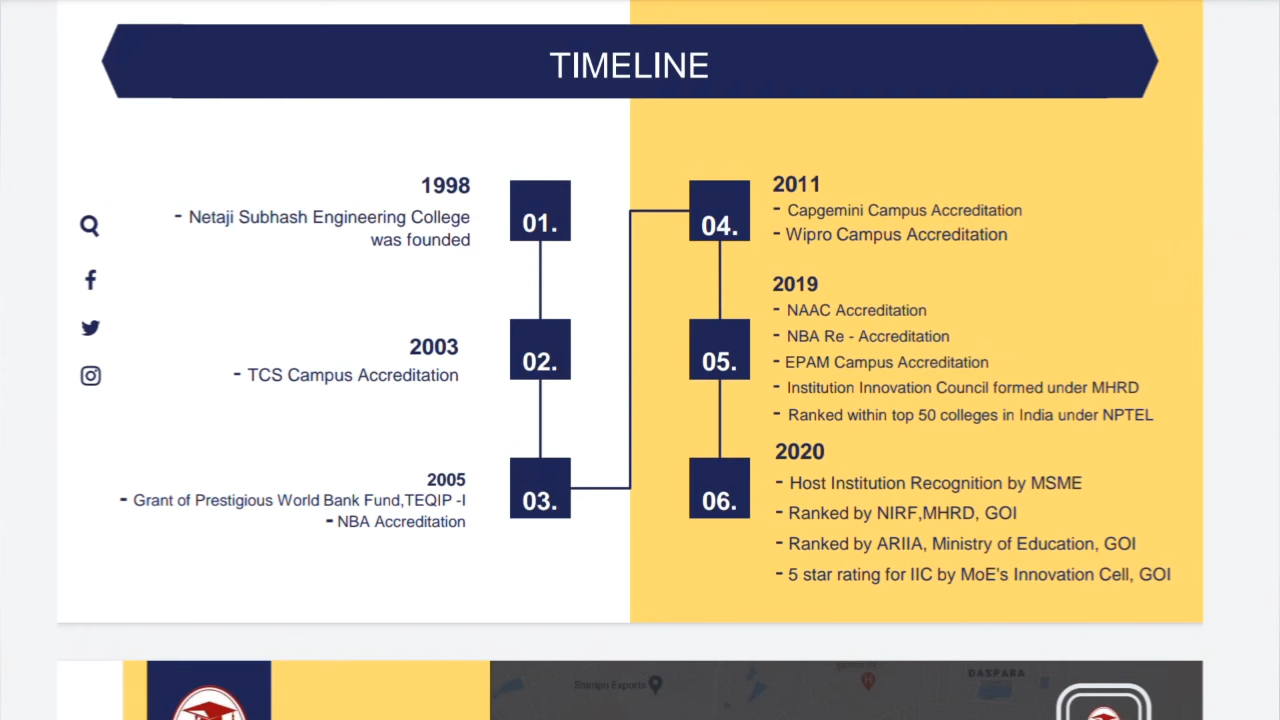 TIMELINE
1998
- Netaji Subhash Engineering College
was founded
01.
2003
- TCS Campus Accreditation
02.
2005
- Grant of Prestigious World Bank Fund,TEQIP -I
- NBA Accreditation
03.
04.
2011
- Capgemini Campus Accreditation
- Wipro Campus Accreditation
05.
2019
- NAAC Accreditation
- NBA Re - Accreditation
- EPAM Campus Accreditation
- Institution Innovation Council formed under MHRD
- Ranked within top 50 colleges in India under NPTEL
06.
2020
- Host Institution Recognition by MSME
- Ranked by NIRF,MHRD, GOI
- Ranked by ARIIA, Ministry of Education, GOI
- 5 star rating for IIC by MoE's Innovation Cell, GOI
Shimpo Exports
DASPARA